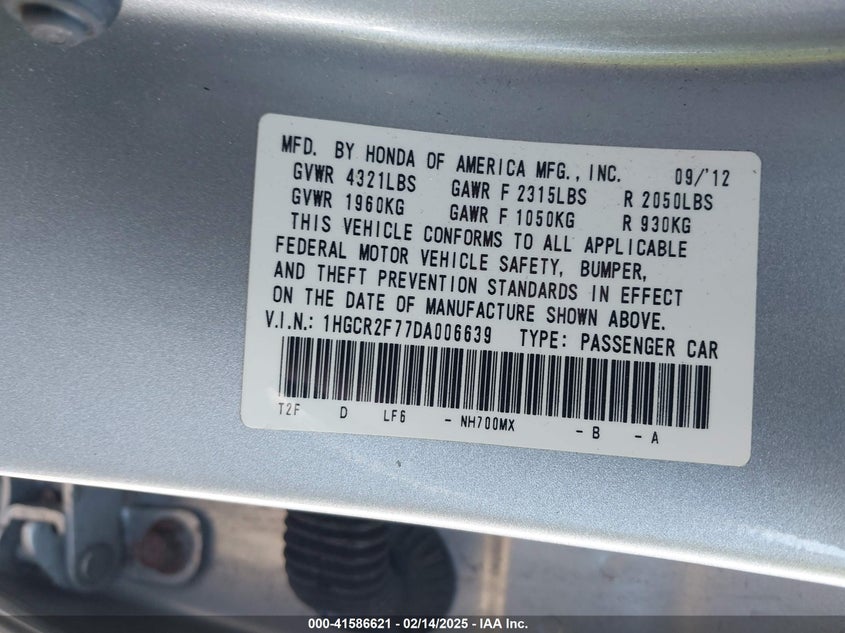 MFD. BY HONDA OF AMERICA MFG., INC. 09/'12
GVWR 4321LBS GAWR F 2315LBS R 2050LBS
GVWR 1960KG GAWR F 1050KG R 930KG
THIS VEHICLE CONFORMS TO ALL APPLICABLE
FEDERAL MOTOR VEHICLE SAFETY, BUMPER,
AND THEFT PREVENTION STANDARDS IN EFFECT
ON THE DATE OF MANUFACTURE SHOWN ABOVE.
V.I.N.: 1HGCR2F77DA006639 TYPE: PASSENGER CAR
T2F D LF6 - NH700MX - B - A
000-41586621 - 02/14/2025 - IAA Inc.